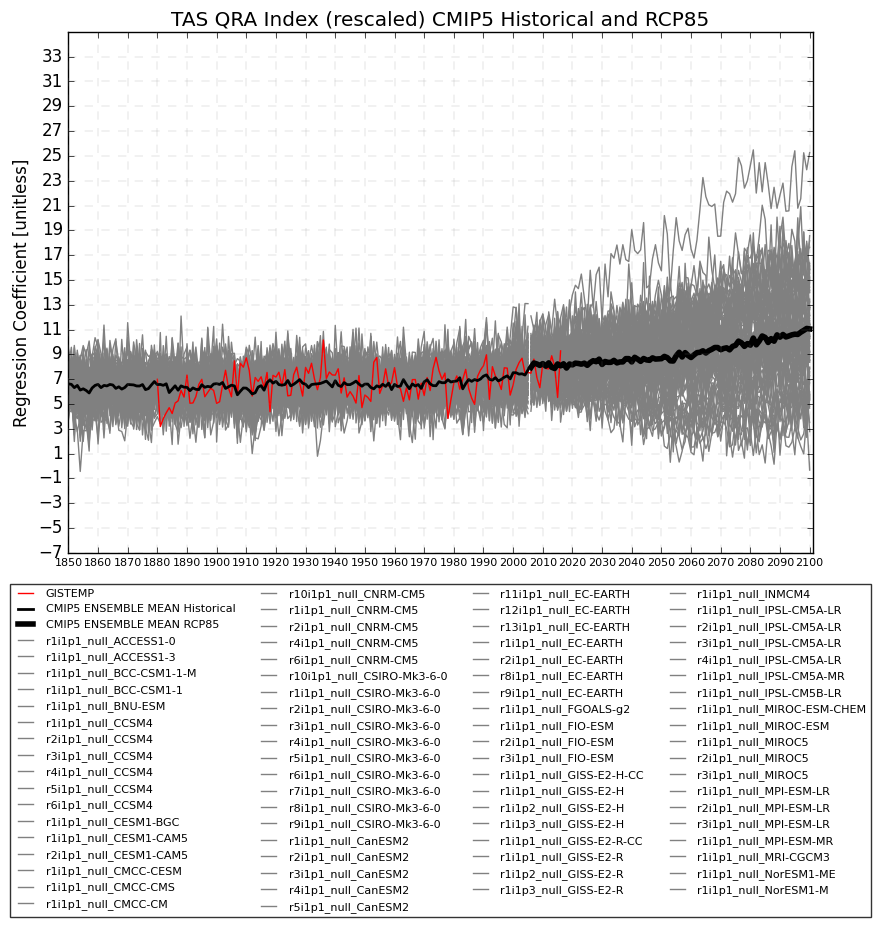 TAS QRA Index (rescaled) CMIP5 Historical and RCP85
Regression Coefficient [unitless]
33
31
29
27
25
23
21
19
17
15
13
11
9
7
5
3
1
−1
−3
−5
−7
1850 1860 1870 1880 1890 1900 1910 1920 1930 1940 1950 1960 1970 1980 1990 2000 2010 2020 2030 2040 2050 2060 2070 2080 2090 2100
GISTEMP
CMIP5 ENSEMBLE MEAN Historical
CMIP5 ENSEMBLE MEAN RCP85
r1i1p1_null_ACCESS1-0
r1i1p1_null_ACCESS1-3
r1i1p1_null_BCC-CSM1-1-M
r1i1p1_null_BCC-CSM1-1
r1i1p1_null_BNU-ESM
r1i1p1_null_CCSM4
r2i1p1_null_CCSM4
r3i1p1_null_CCSM4
r4i1p1_null_CCSM4
r5i1p1_null_CCSM4
r6i1p1_null_CCSM4
r1i1p1_null_CESM1-BGC
r1i1p1_null_CESM1-CAM5
r2i1p1_null_CESM1-CAM5
r1i1p1_null_CMCC-CESM
r1i1p1_null_CMCC-CMS
r1i1p1_null_CMCC-CM
r10i1p1_null_CNRM-CM5
r1i1p1_null_CNRM-CM5
r2i1p1_null_CNRM-CM5
r4i1p1_null_CNRM-CM5
r6i1p1_null_CNRM-CM5
r10i1p1_null_CSIRO-Mk3-6-0
r1i1p1_null_CSIRO-Mk3-6-0
r2i1p1_null_CSIRO-Mk3-6-0
r3i1p1_null_CSIRO-Mk3-6-0
r4i1p1_null_CSIRO-Mk3-6-0
r5i1p1_null_CSIRO-Mk3-6-0
r6i1p1_null_CSIRO-Mk3-6-0
r7i1p1_null_CSIRO-Mk3-6-0
r8i1p1_null_CSIRO-Mk3-6-0
r9i1p1_null_CSIRO-Mk3-6-0
r1i1p1_null_CanESM2
r2i1p1_null_CanESM2
r3i1p1_null_CanESM2
r4i1p1_null_CanESM2
r5i1p1_null_CanESM2
r11i1p1_null_EC-EARTH
r12i1p1_null_EC-EARTH
r13i1p1_null_EC-EARTH
r1i1p1_null_EC-EARTH
r2i1p1_null_EC-EARTH
r8i1p1_null_EC-EARTH
r9i1p1_null_EC-EARTH
r1i1p1_null_FGOALS-g2
r1i1p1_null_FIO-ESM
r2i1p1_null_FIO-ESM
r3i1p1_null_FIO-ESM
r1i1p1_null_GISS-E2-H-CC
r1i1p1_null_GISS-E2-H
r1i1p2_null_GISS-E2-H
r1i1p3_null_GISS-E2-H
r1i1p1_null_GISS-E2-R-CC
r1i1p1_null_GISS-E2-R
r1i1p2_null_GISS-E2-R
r1i1p3_null_GISS-E2-R
r1i1p1_null_INMCM4
r1i1p1_null_IPSL-CM5A-LR
r2i1p1_null_IPSL-CM5A-LR
r3i1p1_null_IPSL-CM5A-LR
r4i1p1_null_IPSL-CM5A-LR
r1i1p1_null_IPSL-CM5A-MR
r1i1p1_null_IPSL-CM5B-LR
r1i1p1_null_MIROC-ESM-CHEM
r1i1p1_null_MIROC-ESM
r1i1p1_null_MIROC5
r2i1p1_null_MIROC5
r3i1p1_null_MIROC5
r1i1p1_null_MPI-ESM-LR
r2i1p1_null_MPI-ESM-LR
r3i1p1_null_MPI-ESM-LR
r1i1p1_null_MPI-ESM-MR
r1i1p1_null_MRI-CGCM3
r1i1p1_null_NorESM1-ME
r1i1p1_null_NorESM1-M